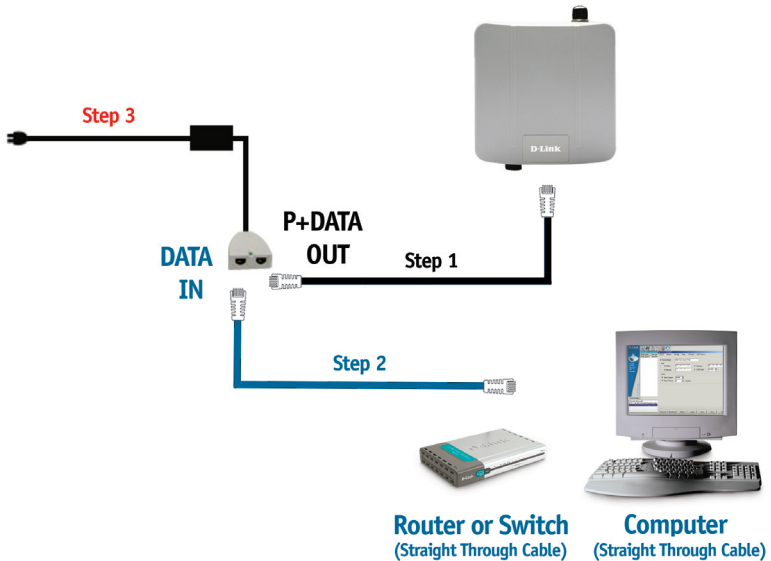 Step 3
D-Link
P+DATA
OUT
DATA
IN
Step 1
Step 2
D-Link
Router or Switch
(Straight Through Cable)
Computer
(Straight Through Cable)